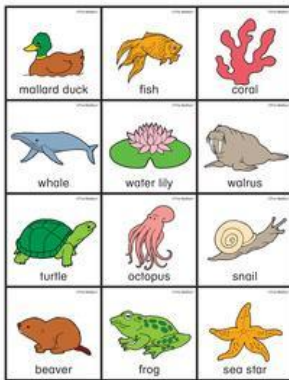 mallard duck
fish
coral
whale
water lily
walrus
turtle
octopus
snail
beaver
frog
sea star